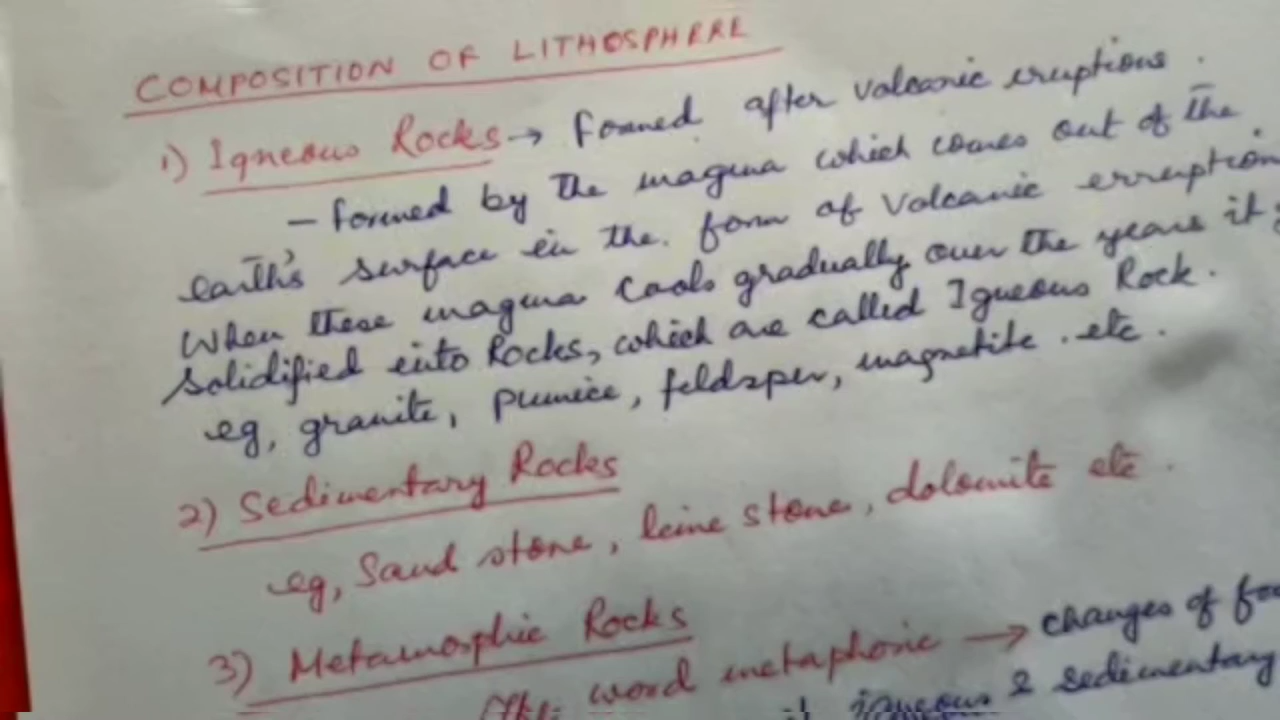 COMPOSITION OF LITHOSPHERE
1) Igneous Rocks → formed after volcanic eruptions.
- formed by the magma which comes out of the
earth's surface in the form of volcanic erruption
When these magma cools gradually over the years it
solidified into Rocks, which are called Igneous Rock.
eg, granite, pumice, feldsper, magnetite. etc.
2) Sedimentary Rocks
eg, Sand stone, lime stone, dolomite etc.
3) Metamorphic Rocks
word metaphoric → changes of
igneous & sedimentary